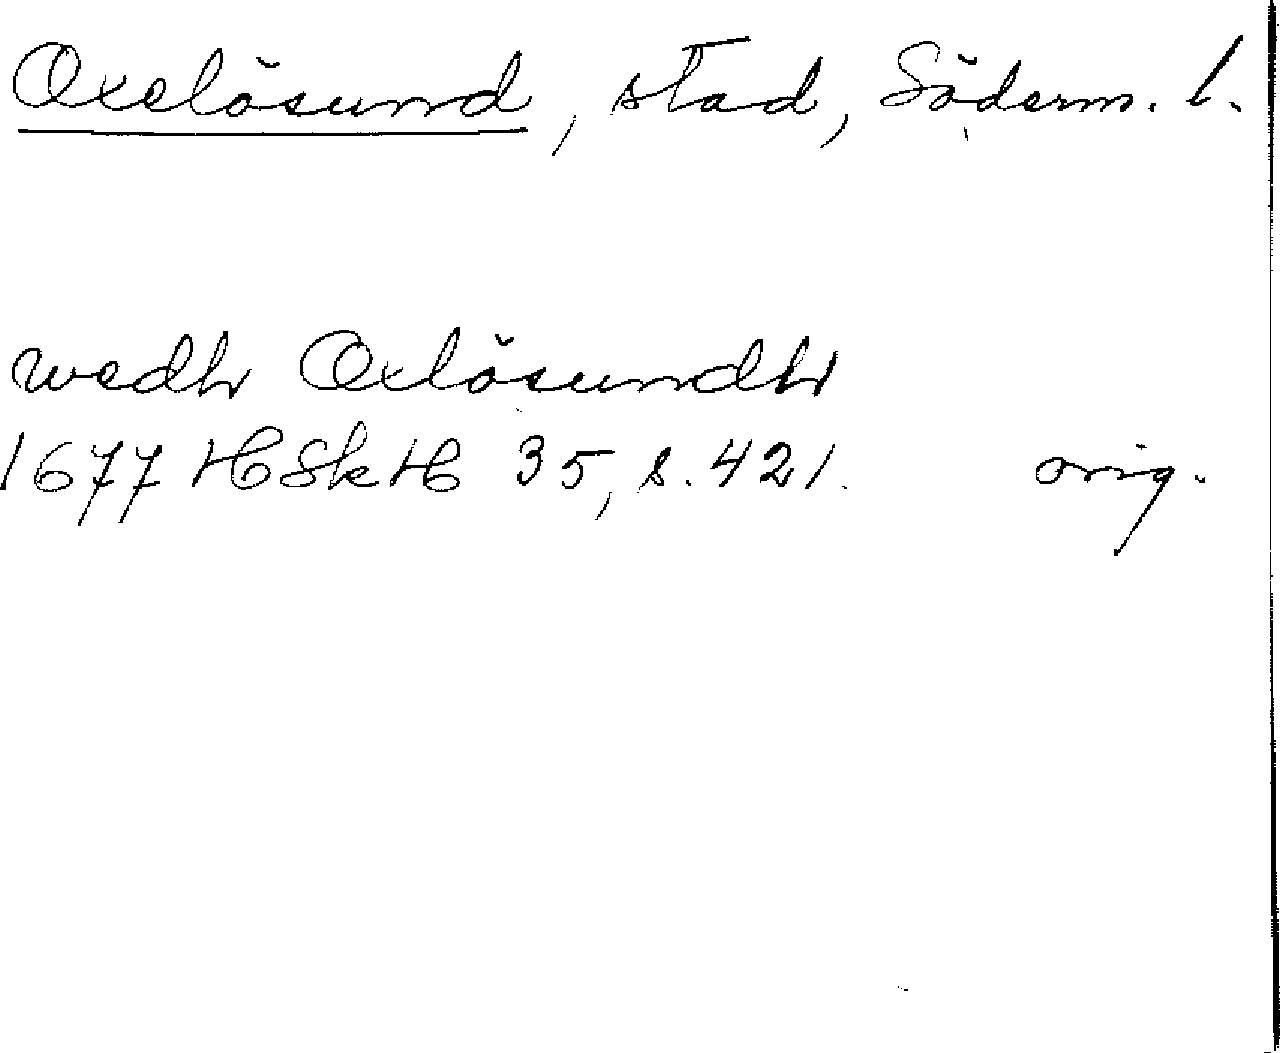 Oxelösund, stad, Söderm. l.
wedh Oxlösundh
1677 HSkH 35, s. 421. orig.